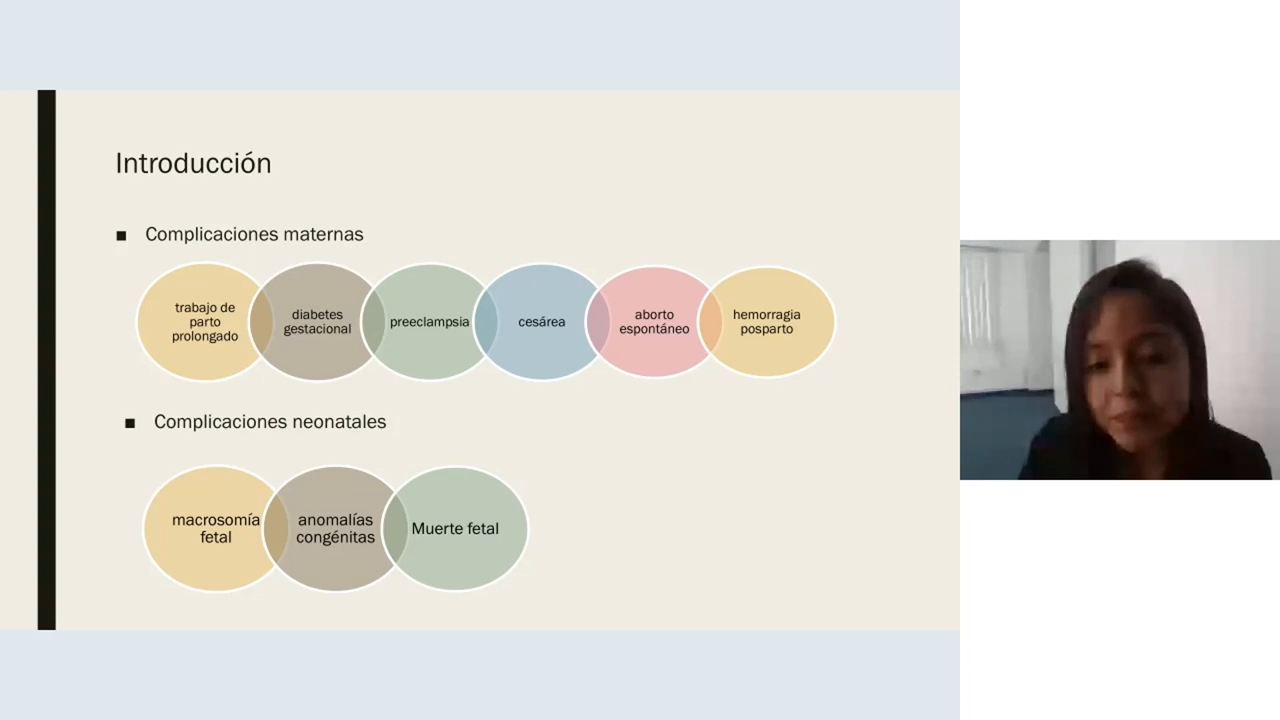 Introducción
Complicaciones maternas
trabajo de
parto
prolongado
diabetes
gestacional
preeclampsia
cesárea
aborto
espontáneo
hemorragia
posparto
Complicaciones neonatales
macrosomía
fetal
anomalías
congénitas
Muerte fetal